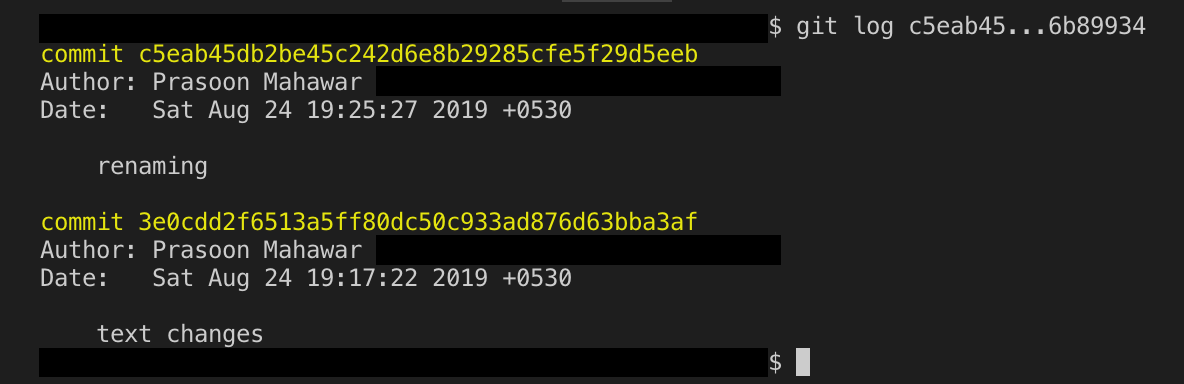 $ git log c5eab45...6b89934
commit c5eab45db2be45c242d6e8b29285cfe5f29d5eeb
Author: Prasoon Mahawar
Date:   Sat Aug 24 19:25:27 2019 +0530
renaming
commit 3e0cdd2f6513a5ff80dc50c933ad876d63bba3af
Author: Prasoon Mahawar
Date:   Sat Aug 24 19:17:22 2019 +0530
text changes
$